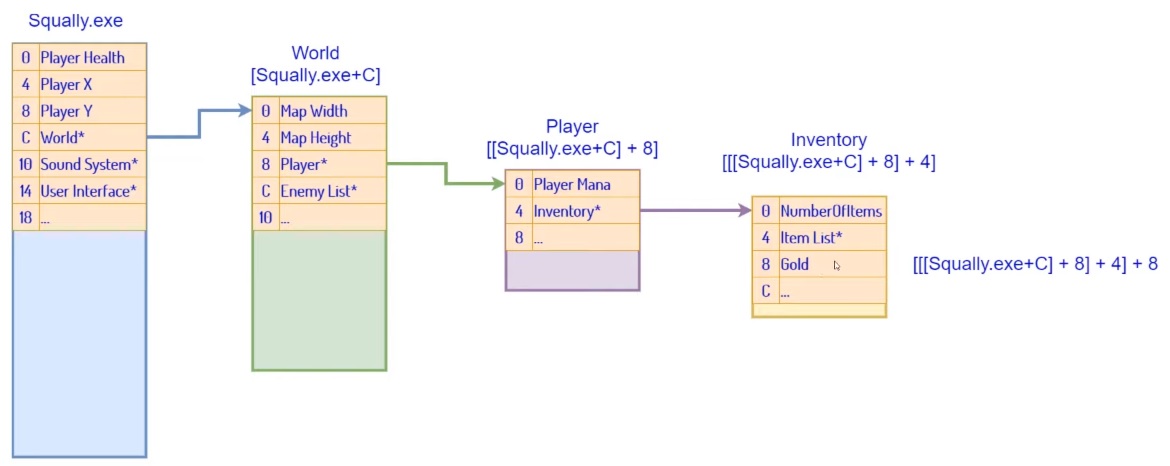 Squally.exe
0 Player Health
4 Player X
8 Player Y
C World*
10 Sound System*
14 User Interface*
18 ...
World
[Squally.exe+C]
0 Map Width
4 Map Height
8 Player*
C Enemy List*
10 ...
Player
[[Squally.exe+C] + 8]
0 Player Mana
4 Inventory*
8 ...
Inventory
[[[Squally.exe+C] + 8] + 4]
0 NumberOfItems
4 Item List*
8 Gold
C ...
[[[Squally.exe+C] + 8] + 4] + 8